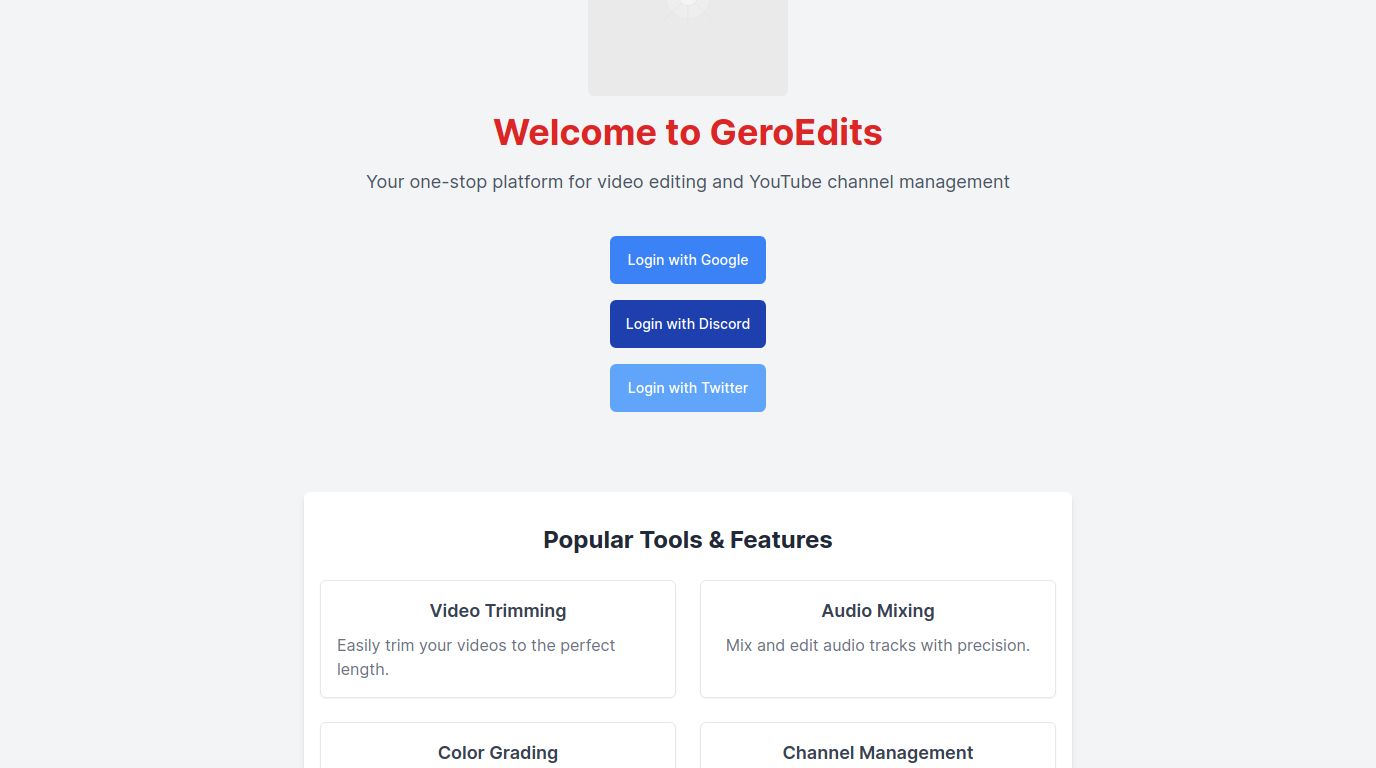 Welcome to GeroEdits
Your one-stop platform for video editing and YouTube channel management
Login with Google
Login with Discord
Login with Twitter
Popular Tools & Features
Video Trimming
Easily trim your videos to the perfect
length.
Audio Mixing
Mix and edit audio tracks with precision.
Color Grading
Channel Management